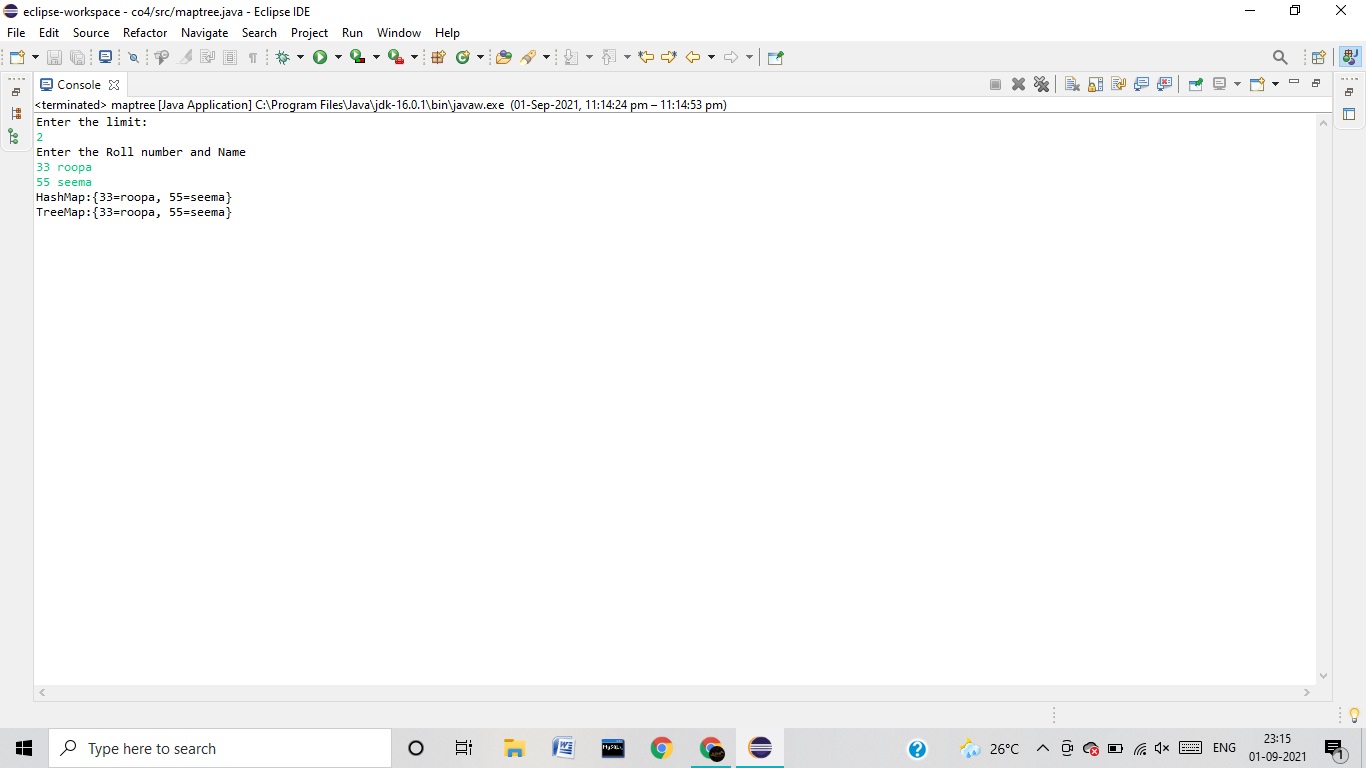 eclipse-workspace - co4/src/maptree.java - Eclipse IDE
File Edit Source Refactor Navigate Search Project Run Window Help
Console
<terminated> maptree [Java Application] C:\Program Files\Java\jdk-16.0.1\bin\javaw.exe (01-Sep-2021, 11:14:24 pm – 11:14:53 pm)
Enter the limit:
2
Enter the Roll number and Name
33 roopa
55 seema
HashMap:{33=roopa, 55=seema}
TreeMap:{33=roopa, 55=seema}
Type here to search
MySQL
26°C
ENG
23:15
01-09-2021
1